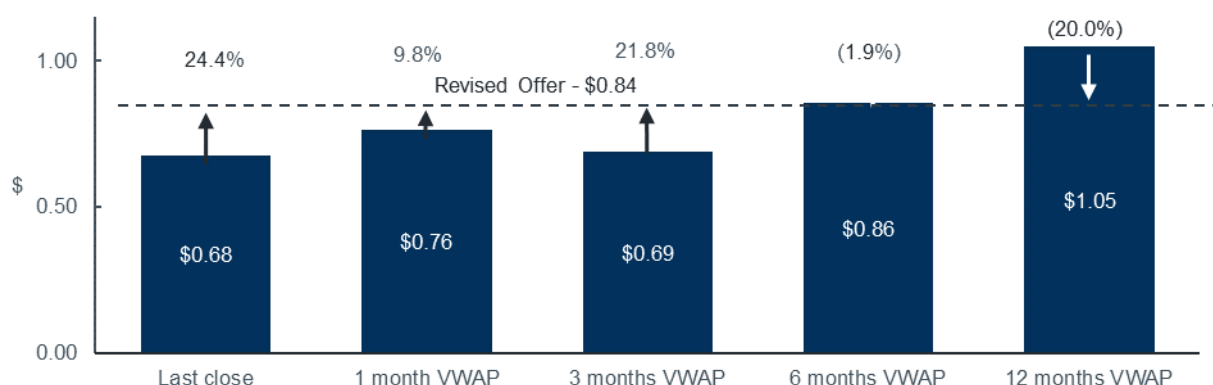 24.4%
9.8%
21.8%
(1.9%)
(20.0%)
Revised Offer - $0.84
$
1.00
0.50
0.00
$0.68
$0.76
$0.69
$0.86
$1.05
Last close
1 month VWAP
3 months VWAP
6 months VWAP
12 months VWAP